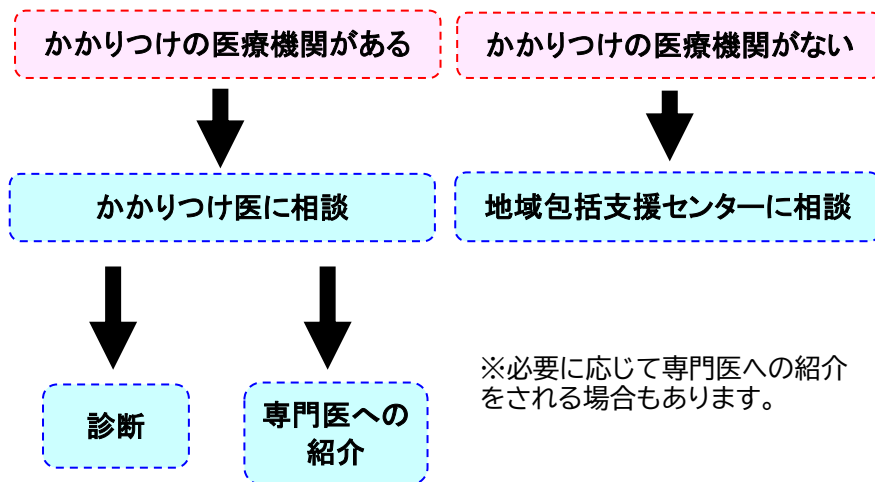 かかりつけの医療機関がある
かかりつけの医療機関がない
かかりつけ医に相談
地域包括支援センターに相談
診断
専門医への
紹介
※必要に応じて専門医への紹介
をされる場合もあります。